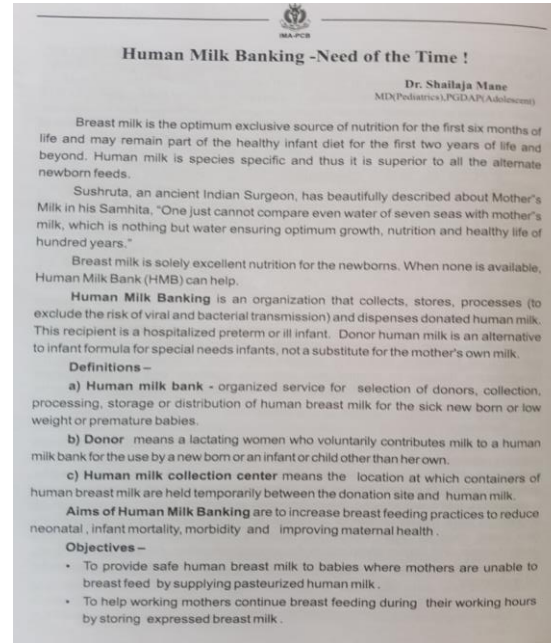 IMA-PCB
Human Milk Banking -Need of the Time !
Dr. Shailaja Mane
MD(Pediatrics),PGDAP(Adolescent)
Breast milk is the optimum exclusive source of nutrition for the first six months of
life and may remain part of the healthy infant diet for the first two years of life and
beyond. Human milk is species specific and thus it is superior to all the alternate
newborn feeds.
Sushruta, an ancient Indian Surgeon, has beautifully described about Mother's
Milk in his Samhita, "One just cannot compare even water of seven seas with mother's
milk, which is nothing but water ensuring optimum growth, nutrition and healthy life of
hundred years."
Breast milk is solely excellent nutrition for the newborns. When none is available,
Human Milk Bank (HMB) can help.
Human Milk Banking is an organization that collects, stores, processes (to
exclude the risk of viral and bacterial transmission) and dispenses donated human milk.
This recipient is a hospitalized preterm or ill infant. Donor human milk is an alternative
to infant formula for special needs infants, not a substitute for the mother's own milk.
Definitions –
a) Human milk bank - organized service for selection of donors, collection,
processing, storage or distribution of human breast milk for the sick new born or low
weight or premature babies.
b) Donor means a lactating women who voluntarily contributes milk to a human
milk bank for the use by a new born or an infant or child other than her own.
c) Human milk collection center means the location at which containers of
human breast milk are held temporarily between the donation site and human milk.
Aims of Human Milk Banking are to increase breast feeding practices to reduce
neonatal , infant mortality, morbidity and improving maternal health .
Objectives –
• To provide safe human breast milk to babies where mothers are unable to
breast feed by supplying pasteurized human milk .
• To help working mothers continue breast feeding during their working hours
by storing expressed breast milk .